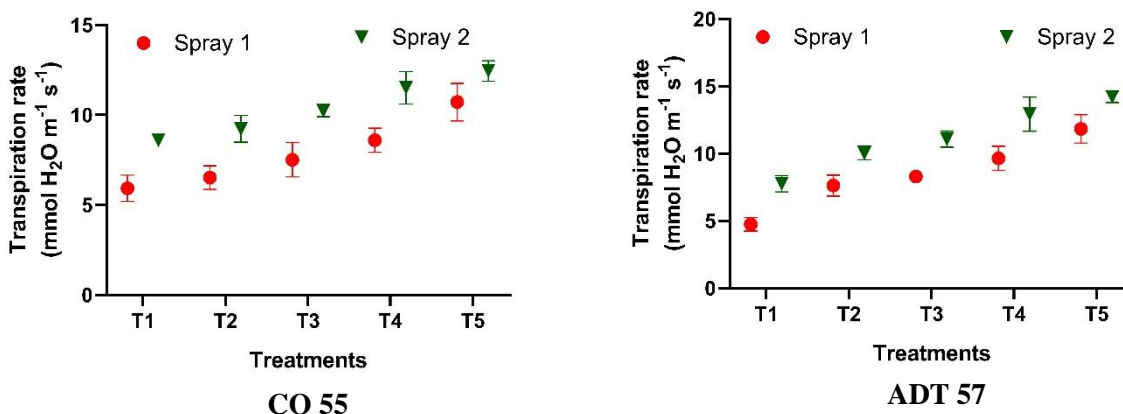 15
Spray 1
Spray 2
10
5
0
Transpiration rate
(mmol H₂O m⁻¹ s⁻¹)
T1 T2 T3 T4 T5
Treatments
CO 55
20
Spray 1
Spray 2
15
10
5
0
Transpiration rate
(mmol H₂O m⁻¹ s⁻¹)
T1 T2 T3 T4 T5
Treatments
ADT 57